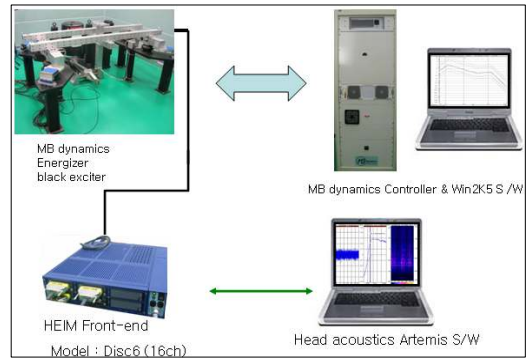 MB dynamics
Energizer
black exciter
MB dynamics Controller & Win2K5 S/W
HEIM Front-end
Model : Disc6 (16ch)
Head acoustics Artemis S/W